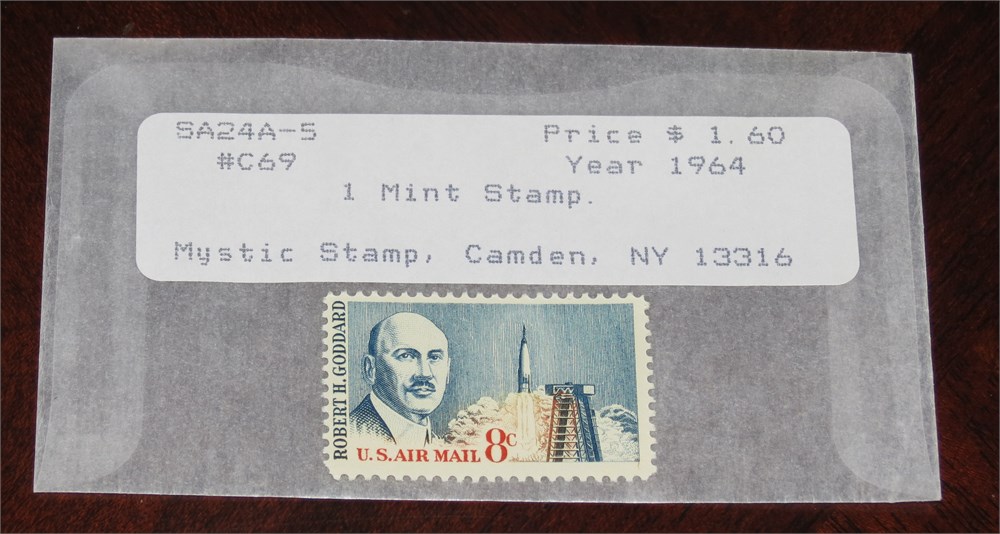 SA24A-5 Price $ 1.60
#C69 Year 1964
1 Mint Stamp.
Mystic Stamp, Camden, NY 13316
ROBERT H. GODDARD
U.S. AIR MAIL 8c